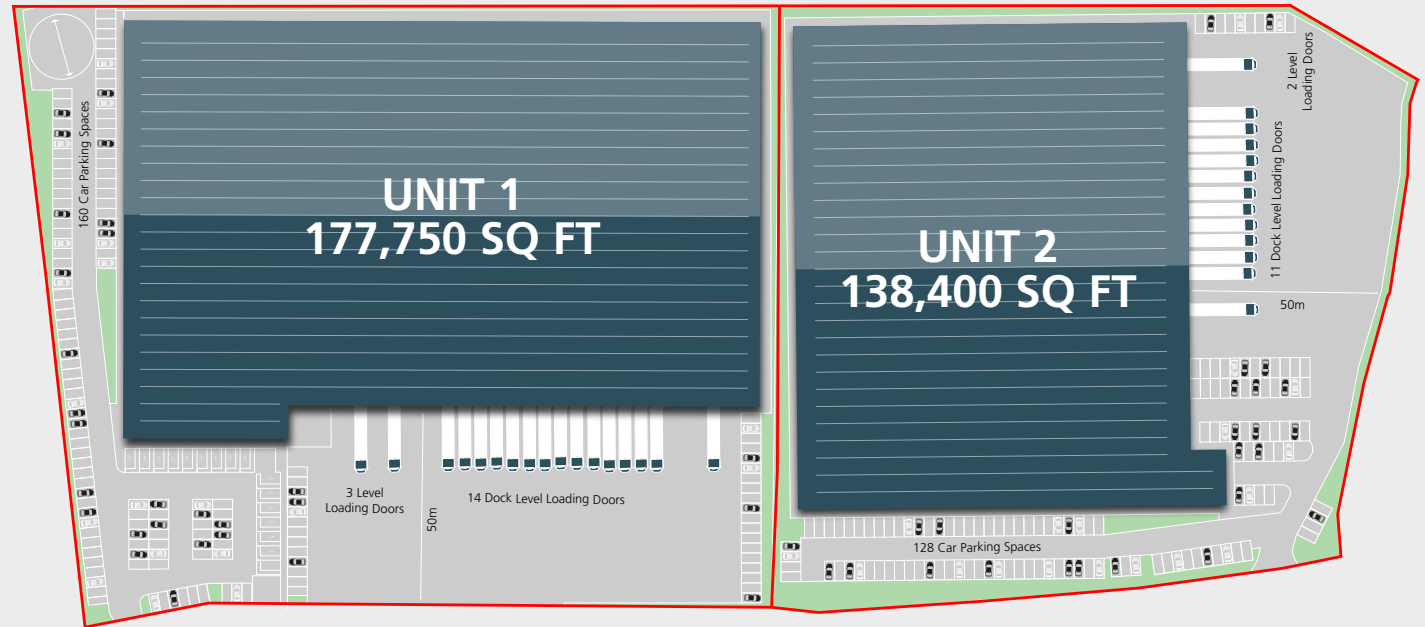 160 Car Parking Spaces
UNIT 1
177,750 SQ FT
3 Level
Loading Doors
50m
14 Dock Level Loading Doors
UNIT 2
138,400 SQ FT
2 Level
Loading Doors
11 Dock Level Loading Doors
50m
128 Car Parking Spaces